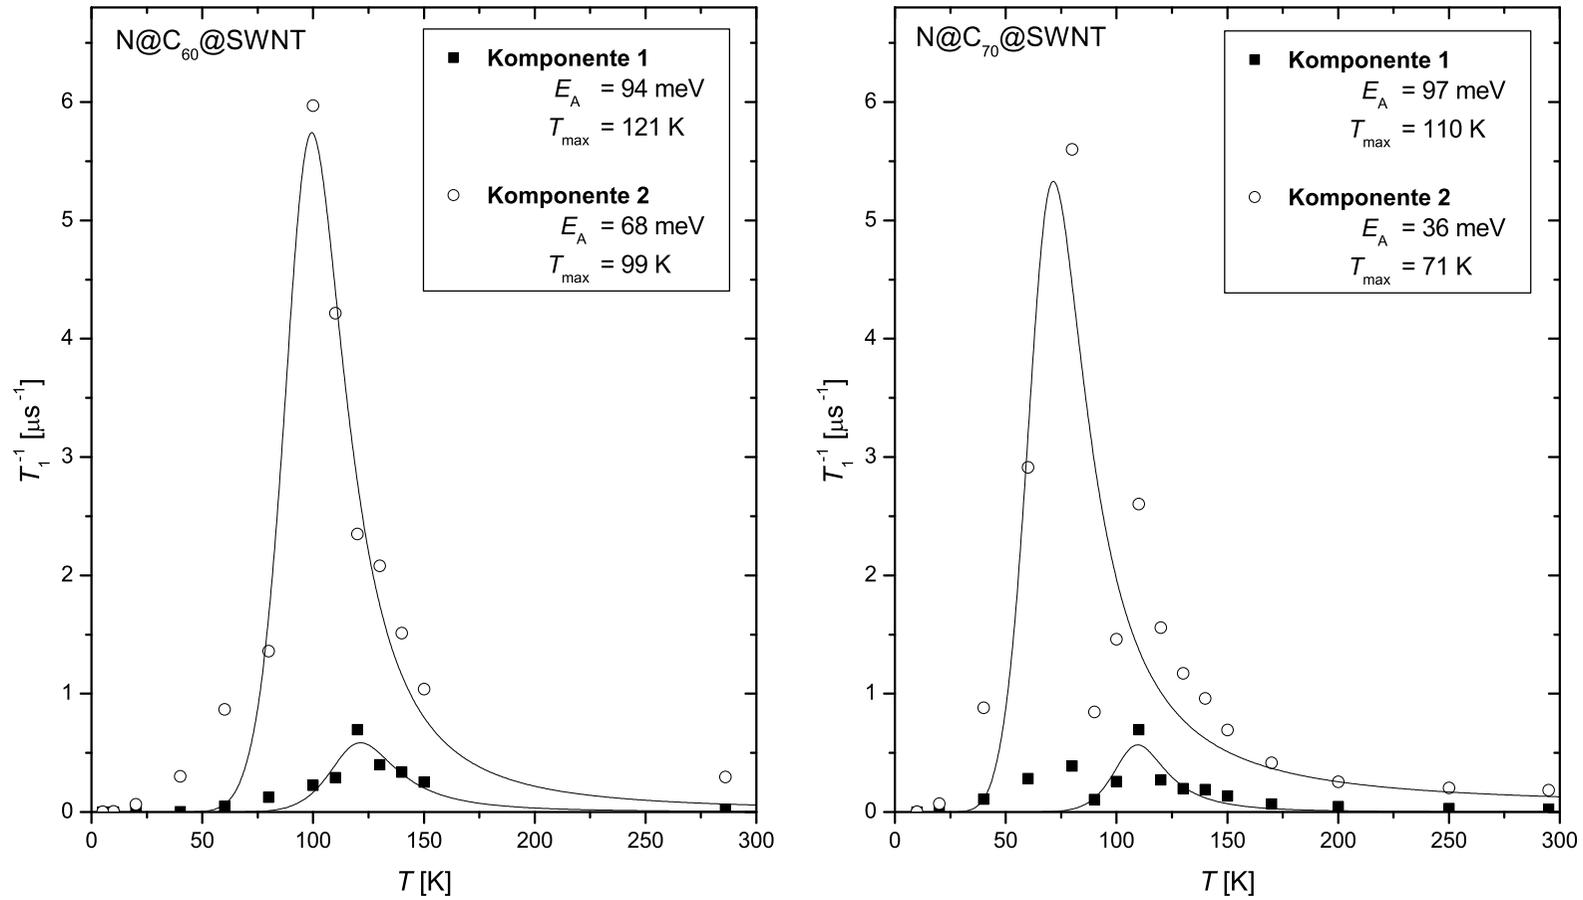 N@C60@SWNT
Komponente 1
EA = 94 meV
Tmax = 121 K
Komponente 2
EA = 68 meV
Tmax = 99 K
T1-1 [μs-1]
6
5
4
3
2
1
0
0 50 100 150 200 250 300
T [K]
N@C70@SWNT
Komponente 1
EA = 97 meV
Tmax = 110 K
Komponente 2
EA = 36 meV
Tmax = 71 K
T1-1 [μs-1]
6
5
4
3
2
1
0
0 50 100 150 200 250 300
T [K]